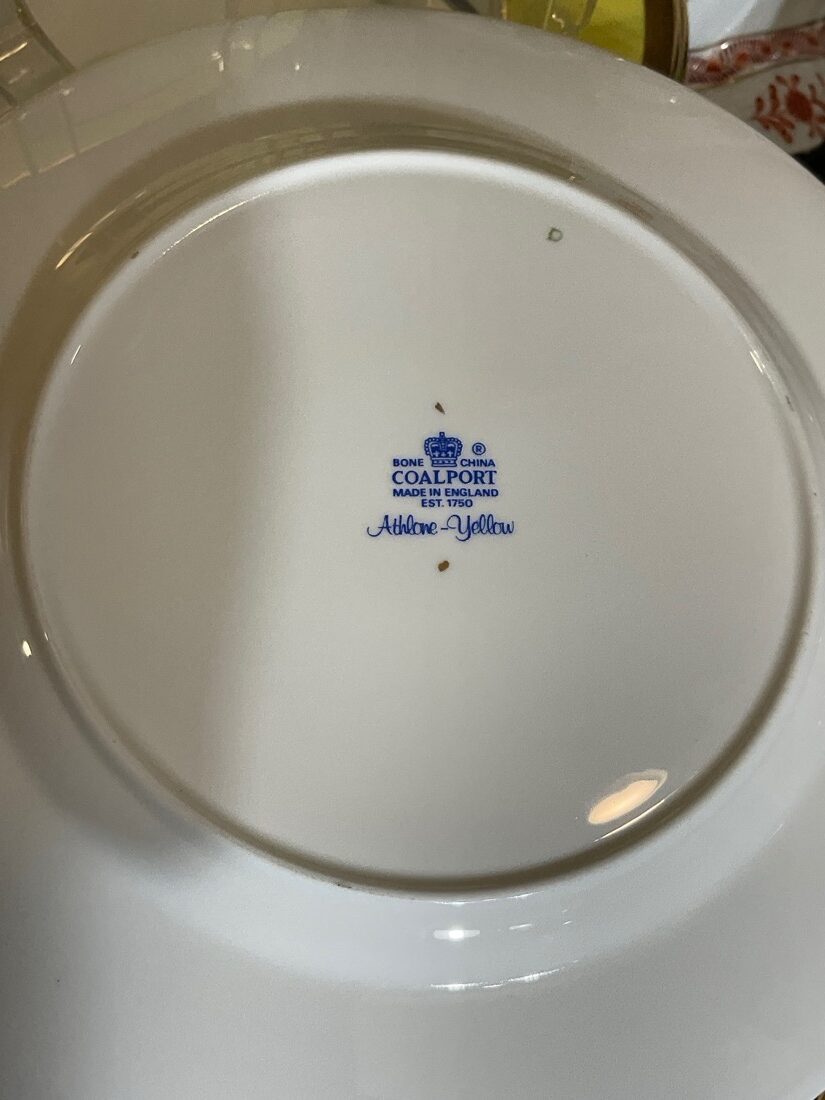 D
BONE CHINA ®
COALPORT
MADE IN ENGLAND
EST. 1750
Athlone-Yellow